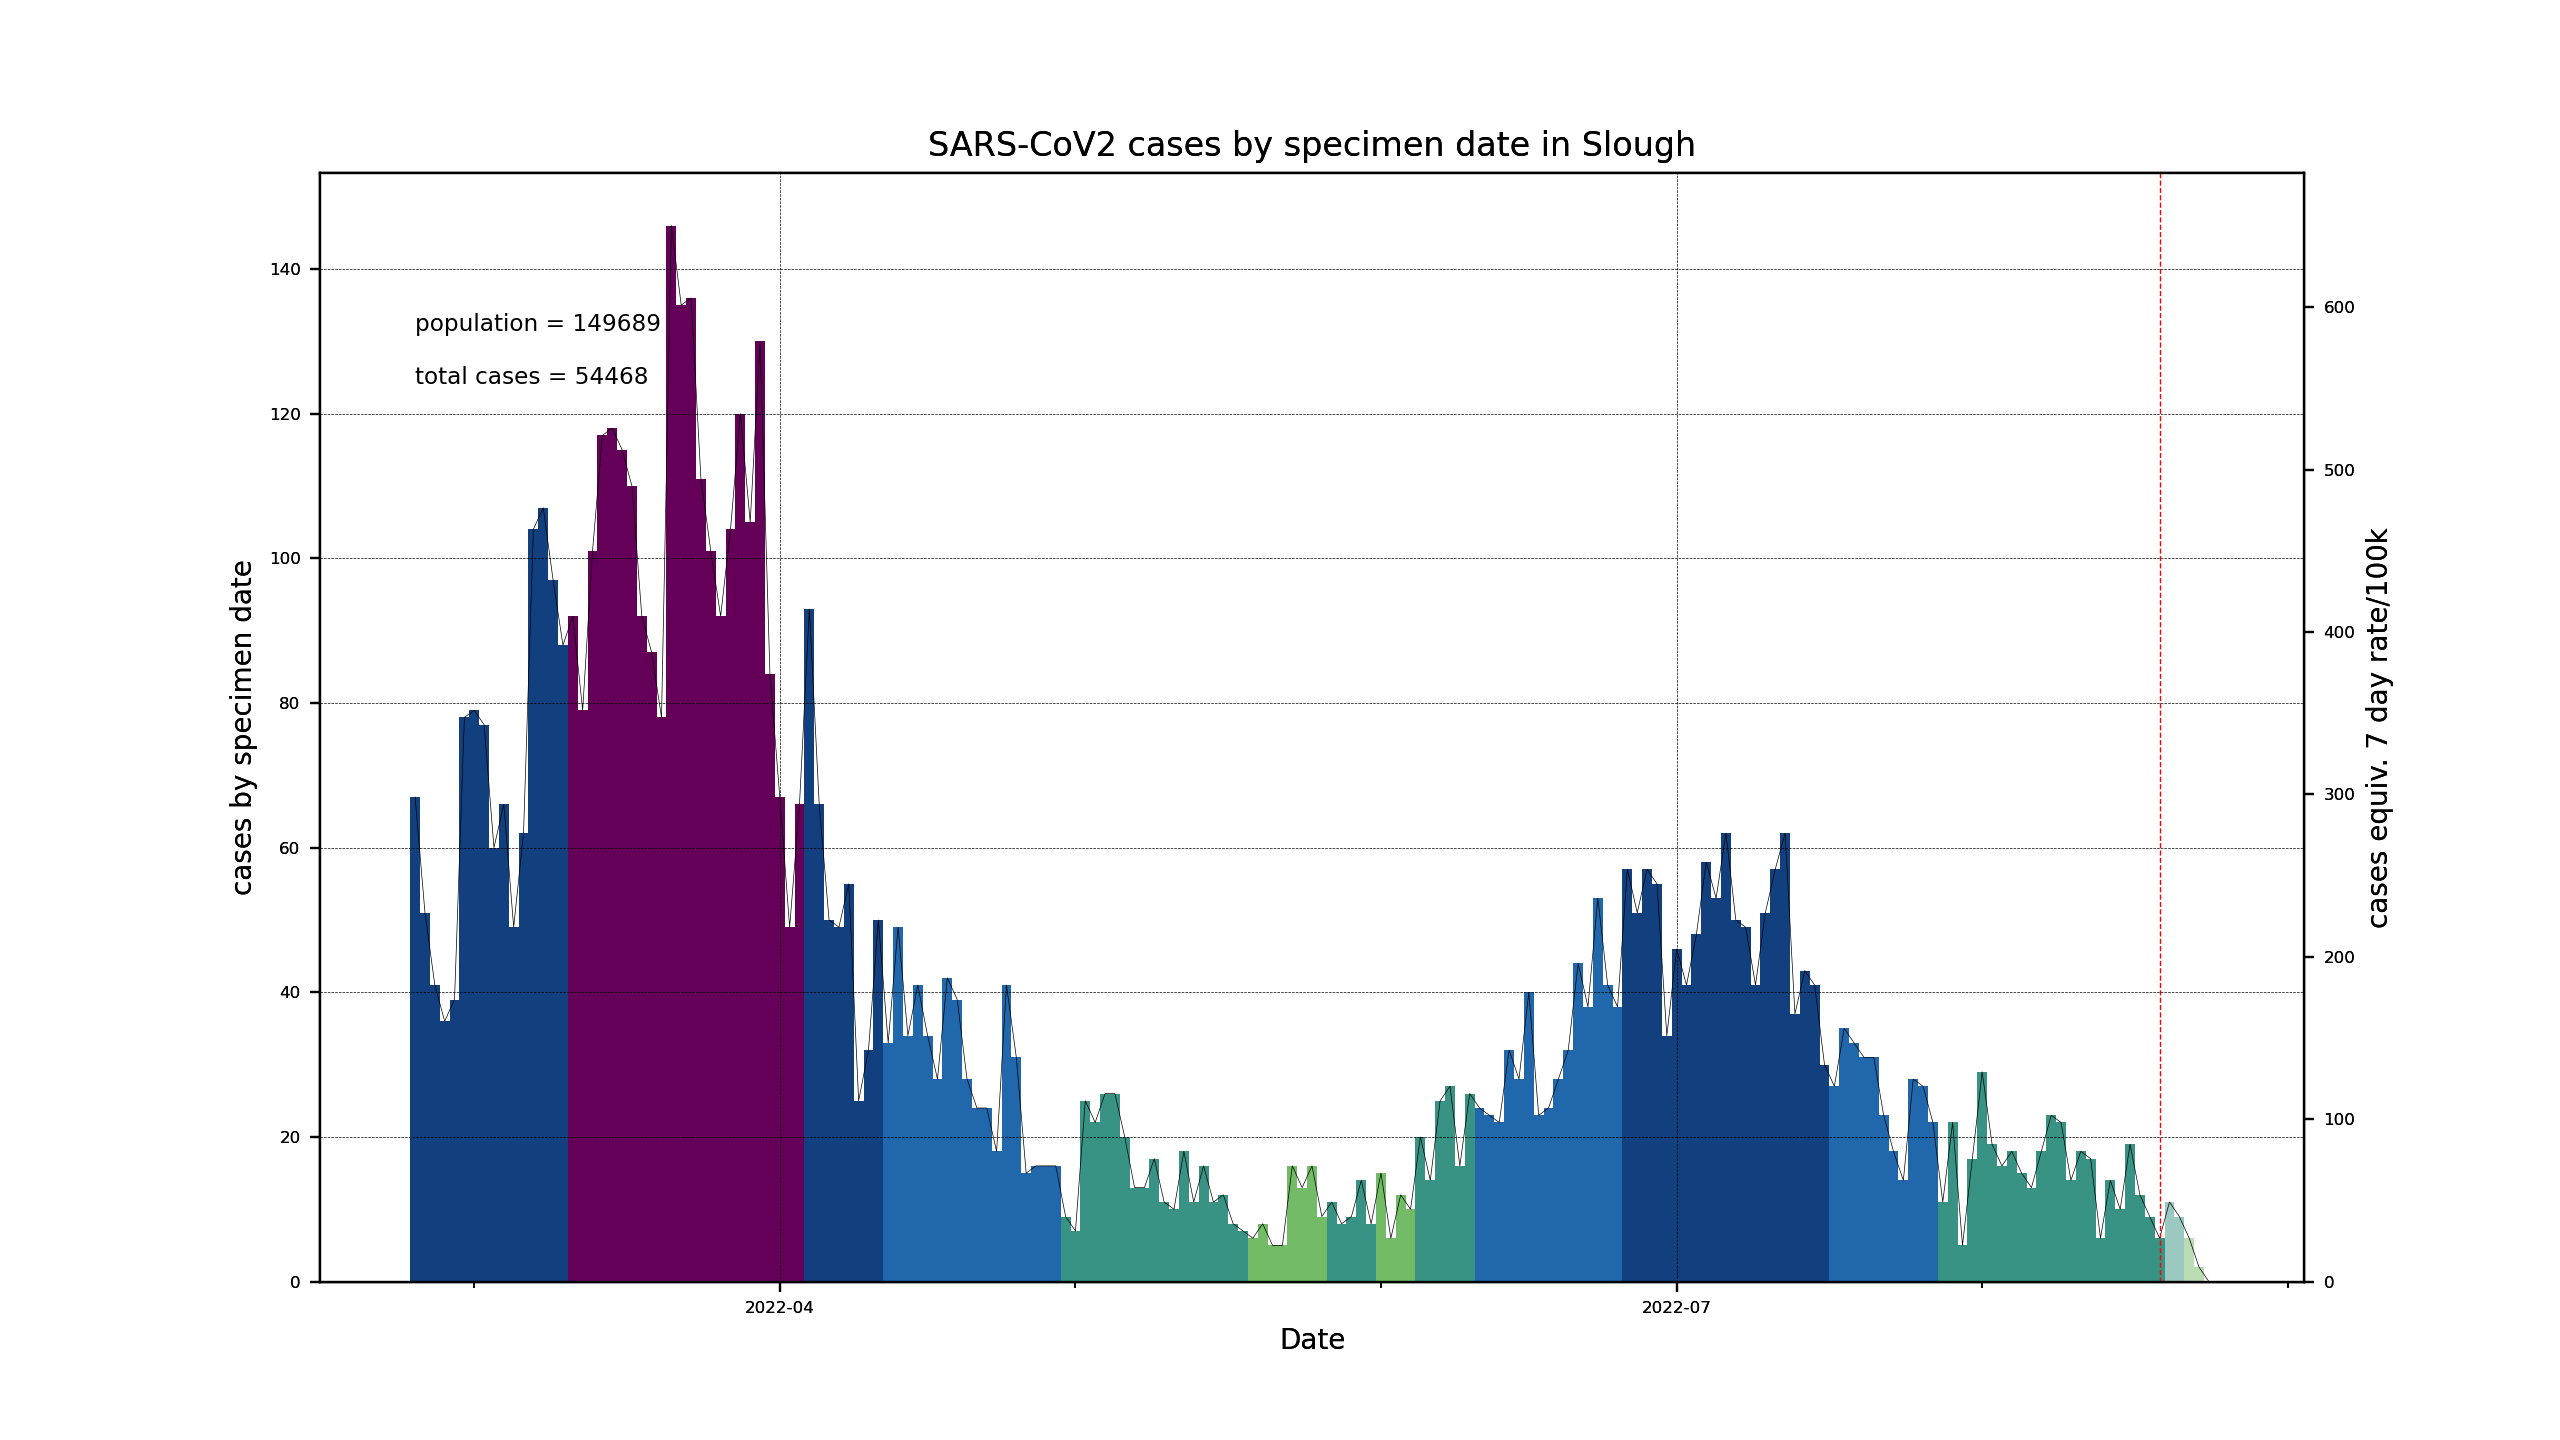 SARS-CoV2 cases by specimen date in Slough
population = 149689
total cases = 54468
cases by specimen date
140
120
100
80
60
40
20
0
600
500
400
300
200
100
0
cases equiv. 7 day rate/100k
2022-04
2022-07
Date